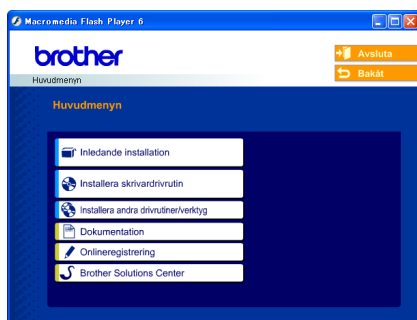 Macromedia Flash Player 6
brother
Avsluta
Huvudmenyn
Bakåt
Huvudmenyn
Inledande installation
Installera skrivardrivrutin
Installera andra drivrutiner/verktyg
Dokumentation
Onlineregistrering
Brother Solutions Center